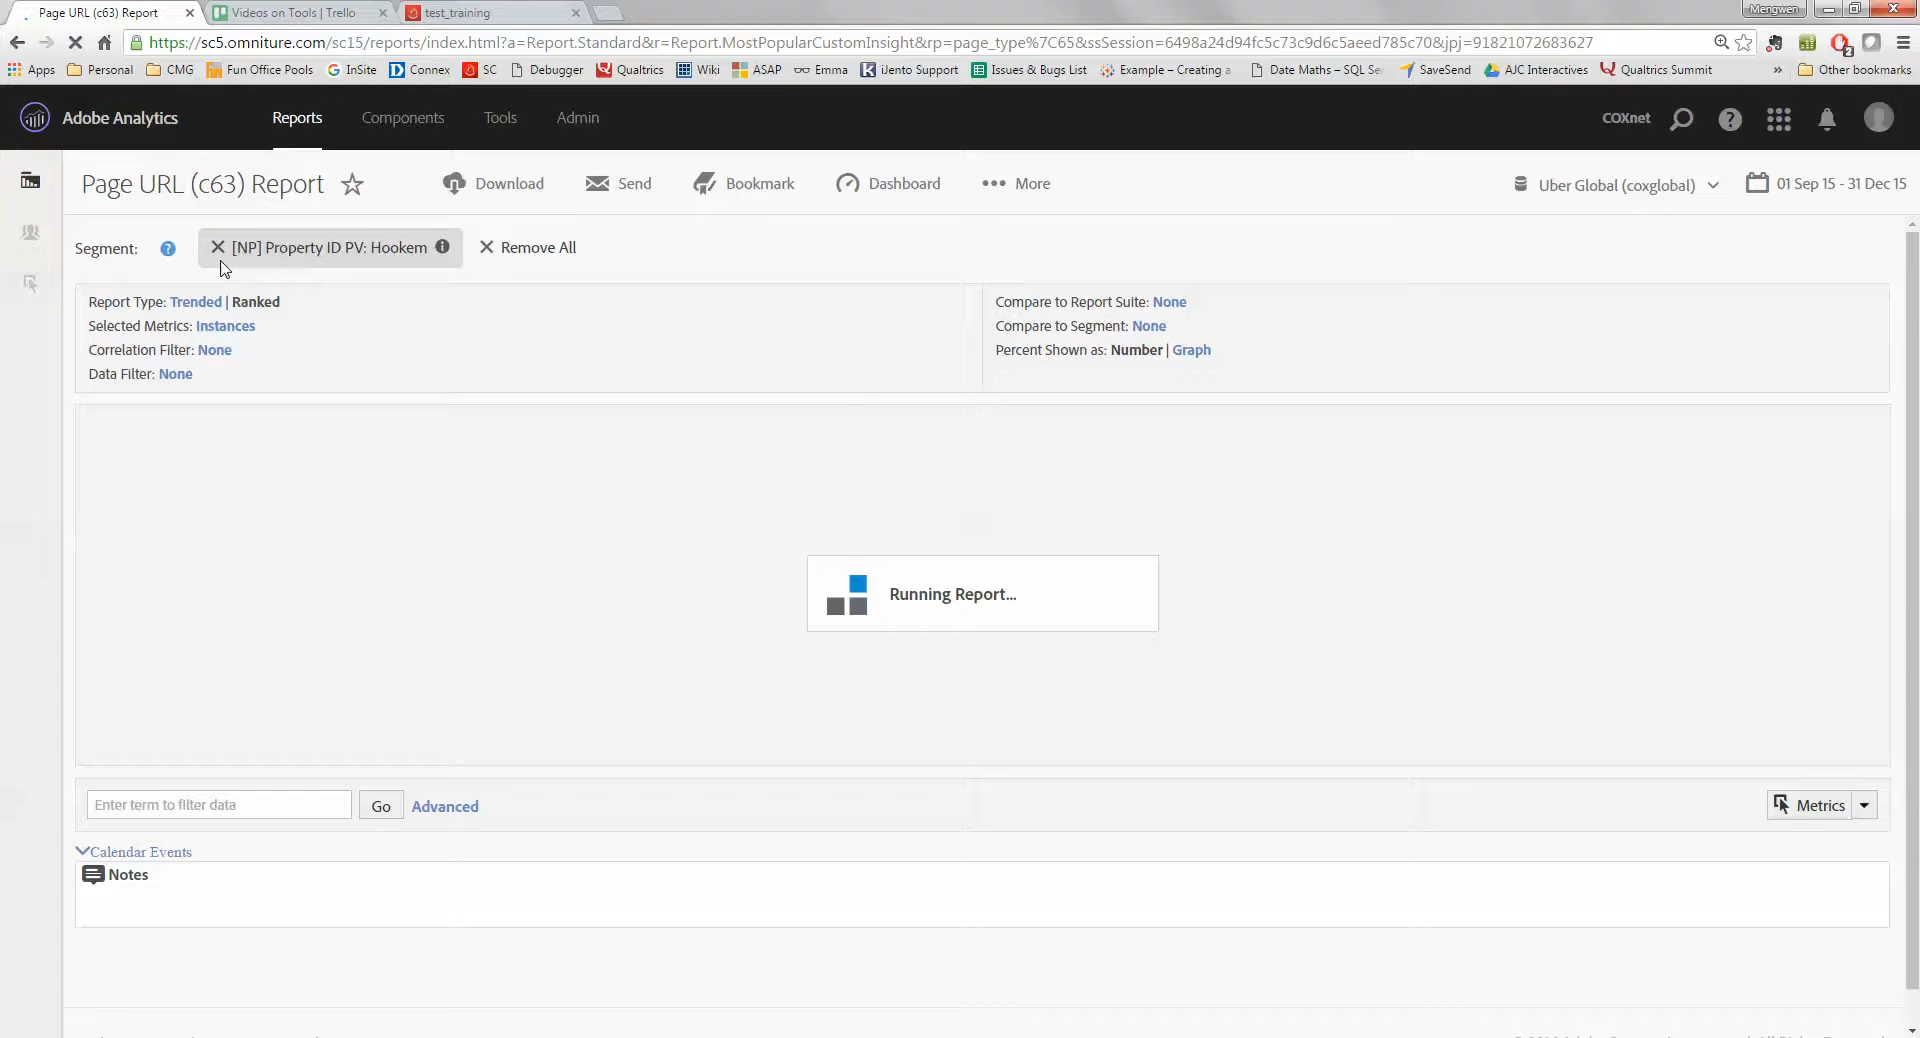 Page URL (c63) Report
Videos on Tools | Trello
test_training
Mengwen
https://sc5.omniture.com/sc15/reports/index.html?a=Report.Standard&r=Report.MostPopularCustomInsight&rp=page_type%7C65&ssSession=6498a24d94fc5c73c9d6c5aeed785c70&jpj=91821072683627
2
Apps Personal CMG Fun Office Pools InSite Connex SC Debugger Qualtrics Wiki ASAP Emma iJento Support Issues & Bugs List Example – Creating a Date Maths – SQL Se SaveSend AJC Interactives Qualtrics Summit » Other bookmarks
Adobe Analytics Reports Components Tools Admin COXnet
Page URL (c63) Report Download Send Bookmark Dashboard More Uber Global (coxglobal) 01 Sep 15 - 31 Dec 15
Segment: [NP] Property ID PV: Hookem Remove All
Report Type: Trended | Ranked
Selected Metrics: Instances
Correlation Filter: None
Data Filter: None
Compare to Report Suite: None
Compare to Segment: None
Percent Shown as: Number | Graph
Running Report...
Enter term to filter data Go Advanced Metrics
Calendar Events
Notes